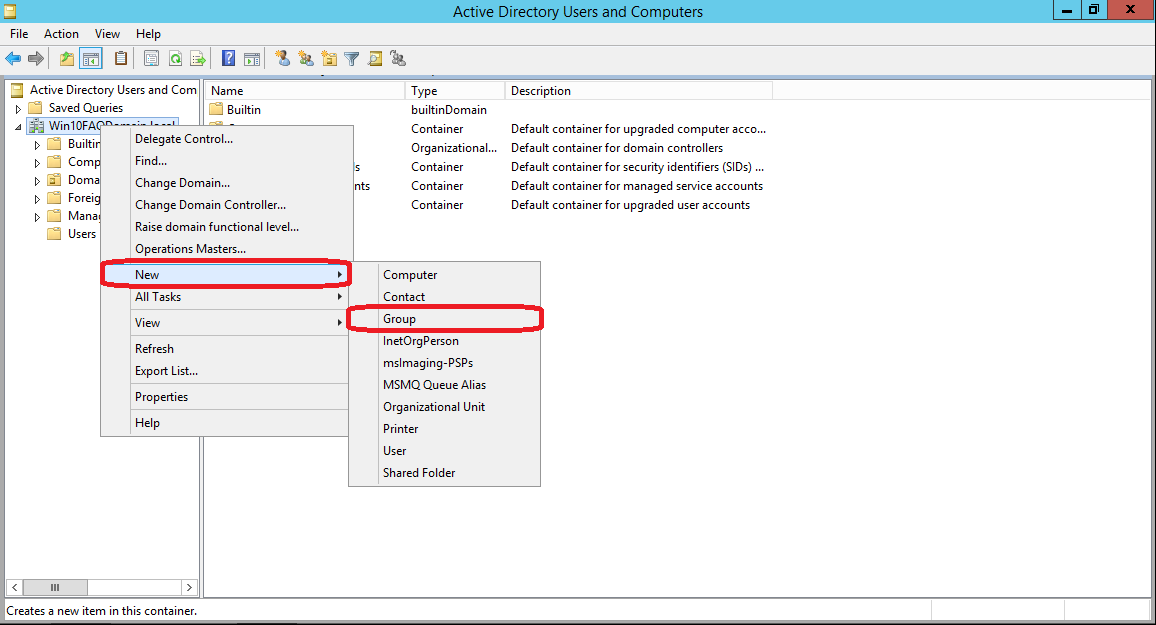 Active Directory Users and Computers
File Action View Help
Active Directory Users and Com
Saved Queries
Win10FAQDomain.local
Builtin
Comp
Doma
Foreig
Manag
Users
Name Type Description
Builtin builtinDomain
Container Default container for upgraded computer acco...
Organizational... Default container for domain controllers
ls Container Default container for security identifiers (SIDs) ...
nts Container Default container for managed service accounts
Container Default container for upgraded user accounts
Delegate Control...
Find...
Change Domain...
Change Domain Controller...
Raise domain functional level...
Operations Masters...
New
All Tasks
View
Refresh
Export List...
Properties
Help
Computer
Contact
Group
InetOrgPerson
msImaging-PSPs
MSMQ Queue Alias
Organizational Unit
Printer
User
Shared Folder
Creates a new item in this container.